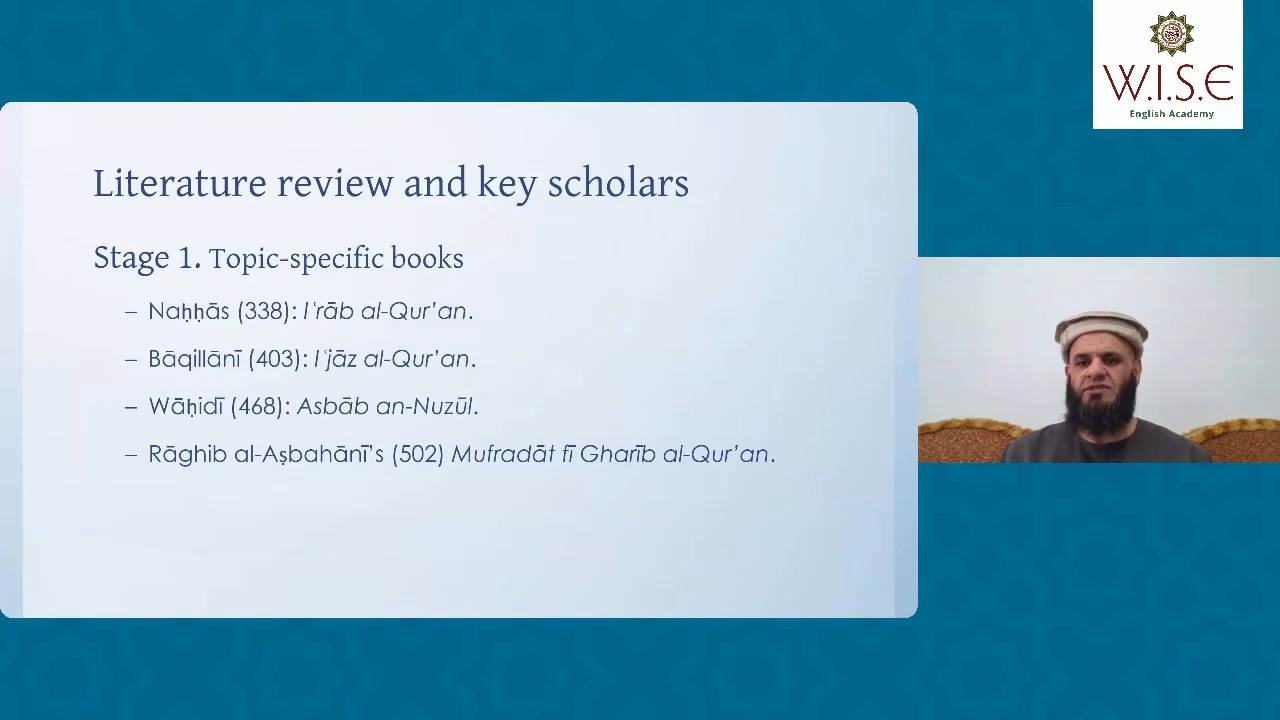 W.I.S.E
English Academy
Literature review and key scholars
Stage 1. Topic-specific books
– Naḥḥās (338): Iʿrāb al-Qur’an.
– Bāqillānī (403): Iʿjāz al-Qur’an.
– Wāḥidī (468): Asbāb an-Nuzūl.
– Rāghib al-Aṣbahānī’s (502) Mufradāt fī Gharīb al-Qur’an.